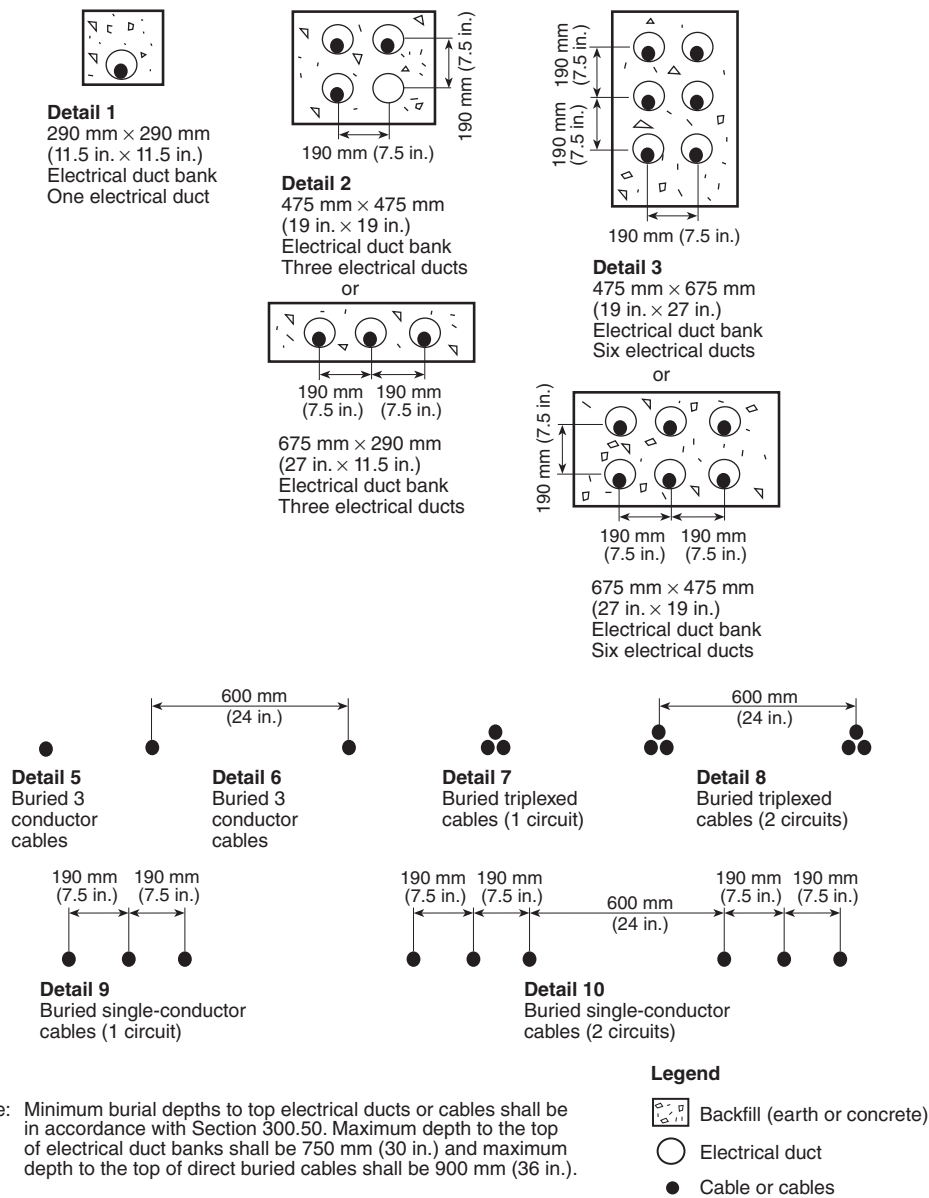 Detail 1
290 mm × 290 mm
(11.5 in. × 11.5 in.)
Electrical duct bank
One electrical duct
190 mm (7.5 in.)
190 mm (7.5 in.)
Detail 2
475 mm × 475 mm
(19 in. × 19 in.)
Electrical duct bank
Three electrical ducts
or
190 mm
(7.5 in.)
190 mm
(7.5 in.)
675 mm × 290 mm
(27 in. × 11.5 in.)
Electrical duct bank
Three electrical ducts
190 mm
(7.5 in.)
190 mm
(7.5 in.)
190 mm (7.5 in.)
Detail 3
475 mm × 675 mm
(19 in. × 27 in.)
Electrical duct bank
Six electrical ducts
or
190 mm (7.5 in.)
190 mm
(7.5 in.)
190 mm
(7.5 in.)
675 mm × 475 mm
(27 in. × 19 in.)
Electrical duct bank
Six electrical ducts
Detail 5
Buried 3
conductor
cables
600 mm
(24 in.)
Detail 6
Buried 3
conductor
cables
Detail 7
Buried triplexed
cables (1 circuit)
600 mm
(24 in.)
Detail 8
Buried triplexed
cables (2 circuits)
190 mm
(7.5 in.)
190 mm
(7.5 in.)
Detail 9
Buried single-conductor
cables (1 circuit)
190 mm
(7.5 in.)
190 mm
(7.5 in.)
600 mm
(24 in.)
190 mm
(7.5 in.)
190 mm
(7.5 in.)
Detail 10
Buried single-conductor
cables (2 circuits)
e: Minimum burial depths to top electrical ducts or cables shall be
in accordance with Section 300.50. Maximum depth to the top
of electrical duct banks shall be 750 mm (30 in.) and maximum
depth to the top of direct buried cables shall be 900 mm (36 in.).
Legend
Backfill (earth or concrete)
Electrical duct
Cable or cables